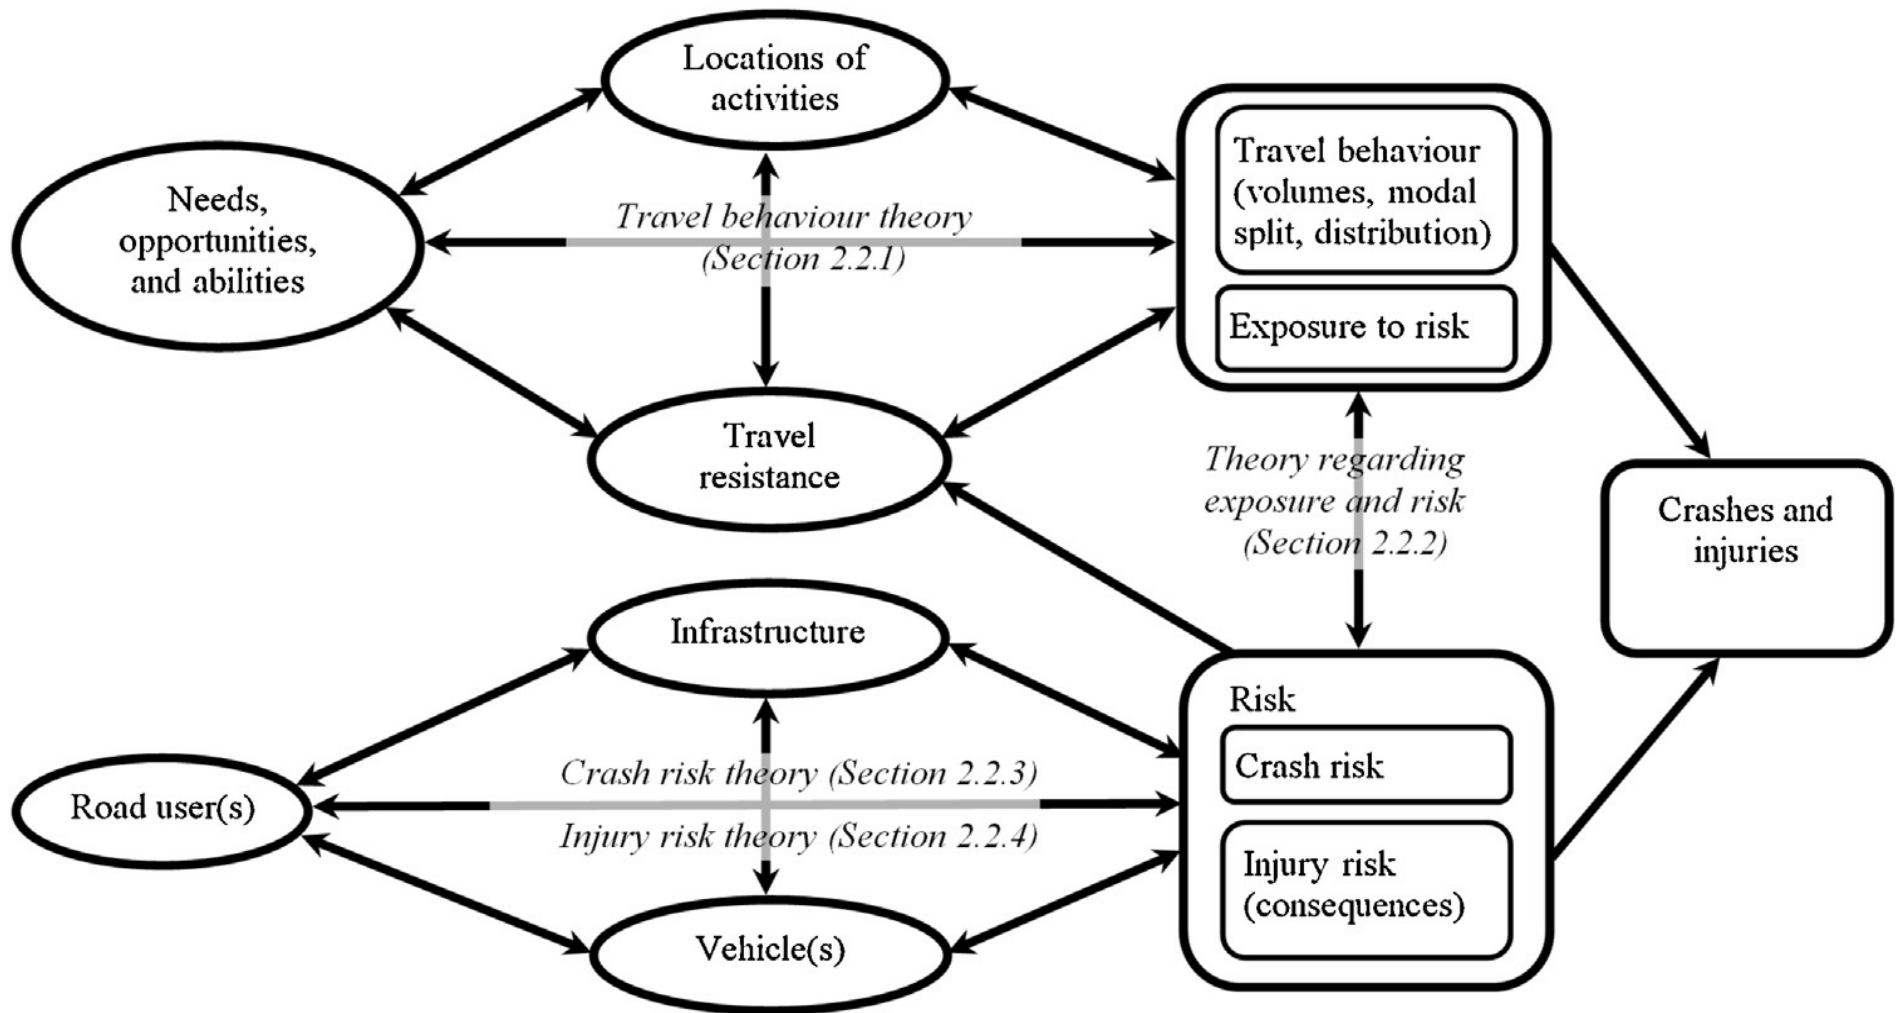 Locations of
activities
Needs,
opportunities,
and abilities
Travel behaviour theory
(Section 2.2.1)
Travel behaviour
(volumes, modal
split, distribution)
Exposure to risk
Travel
resistance
Theory regarding
exposure and risk
(Section 2.2.2)
Crashes and
injuries
Infrastructure
Road user(s)
Crash risk theory (Section 2.2.3)
Injury risk theory (Section 2.2.4)
Vehicle(s)
Risk
Crash risk
Injury risk
(consequences)